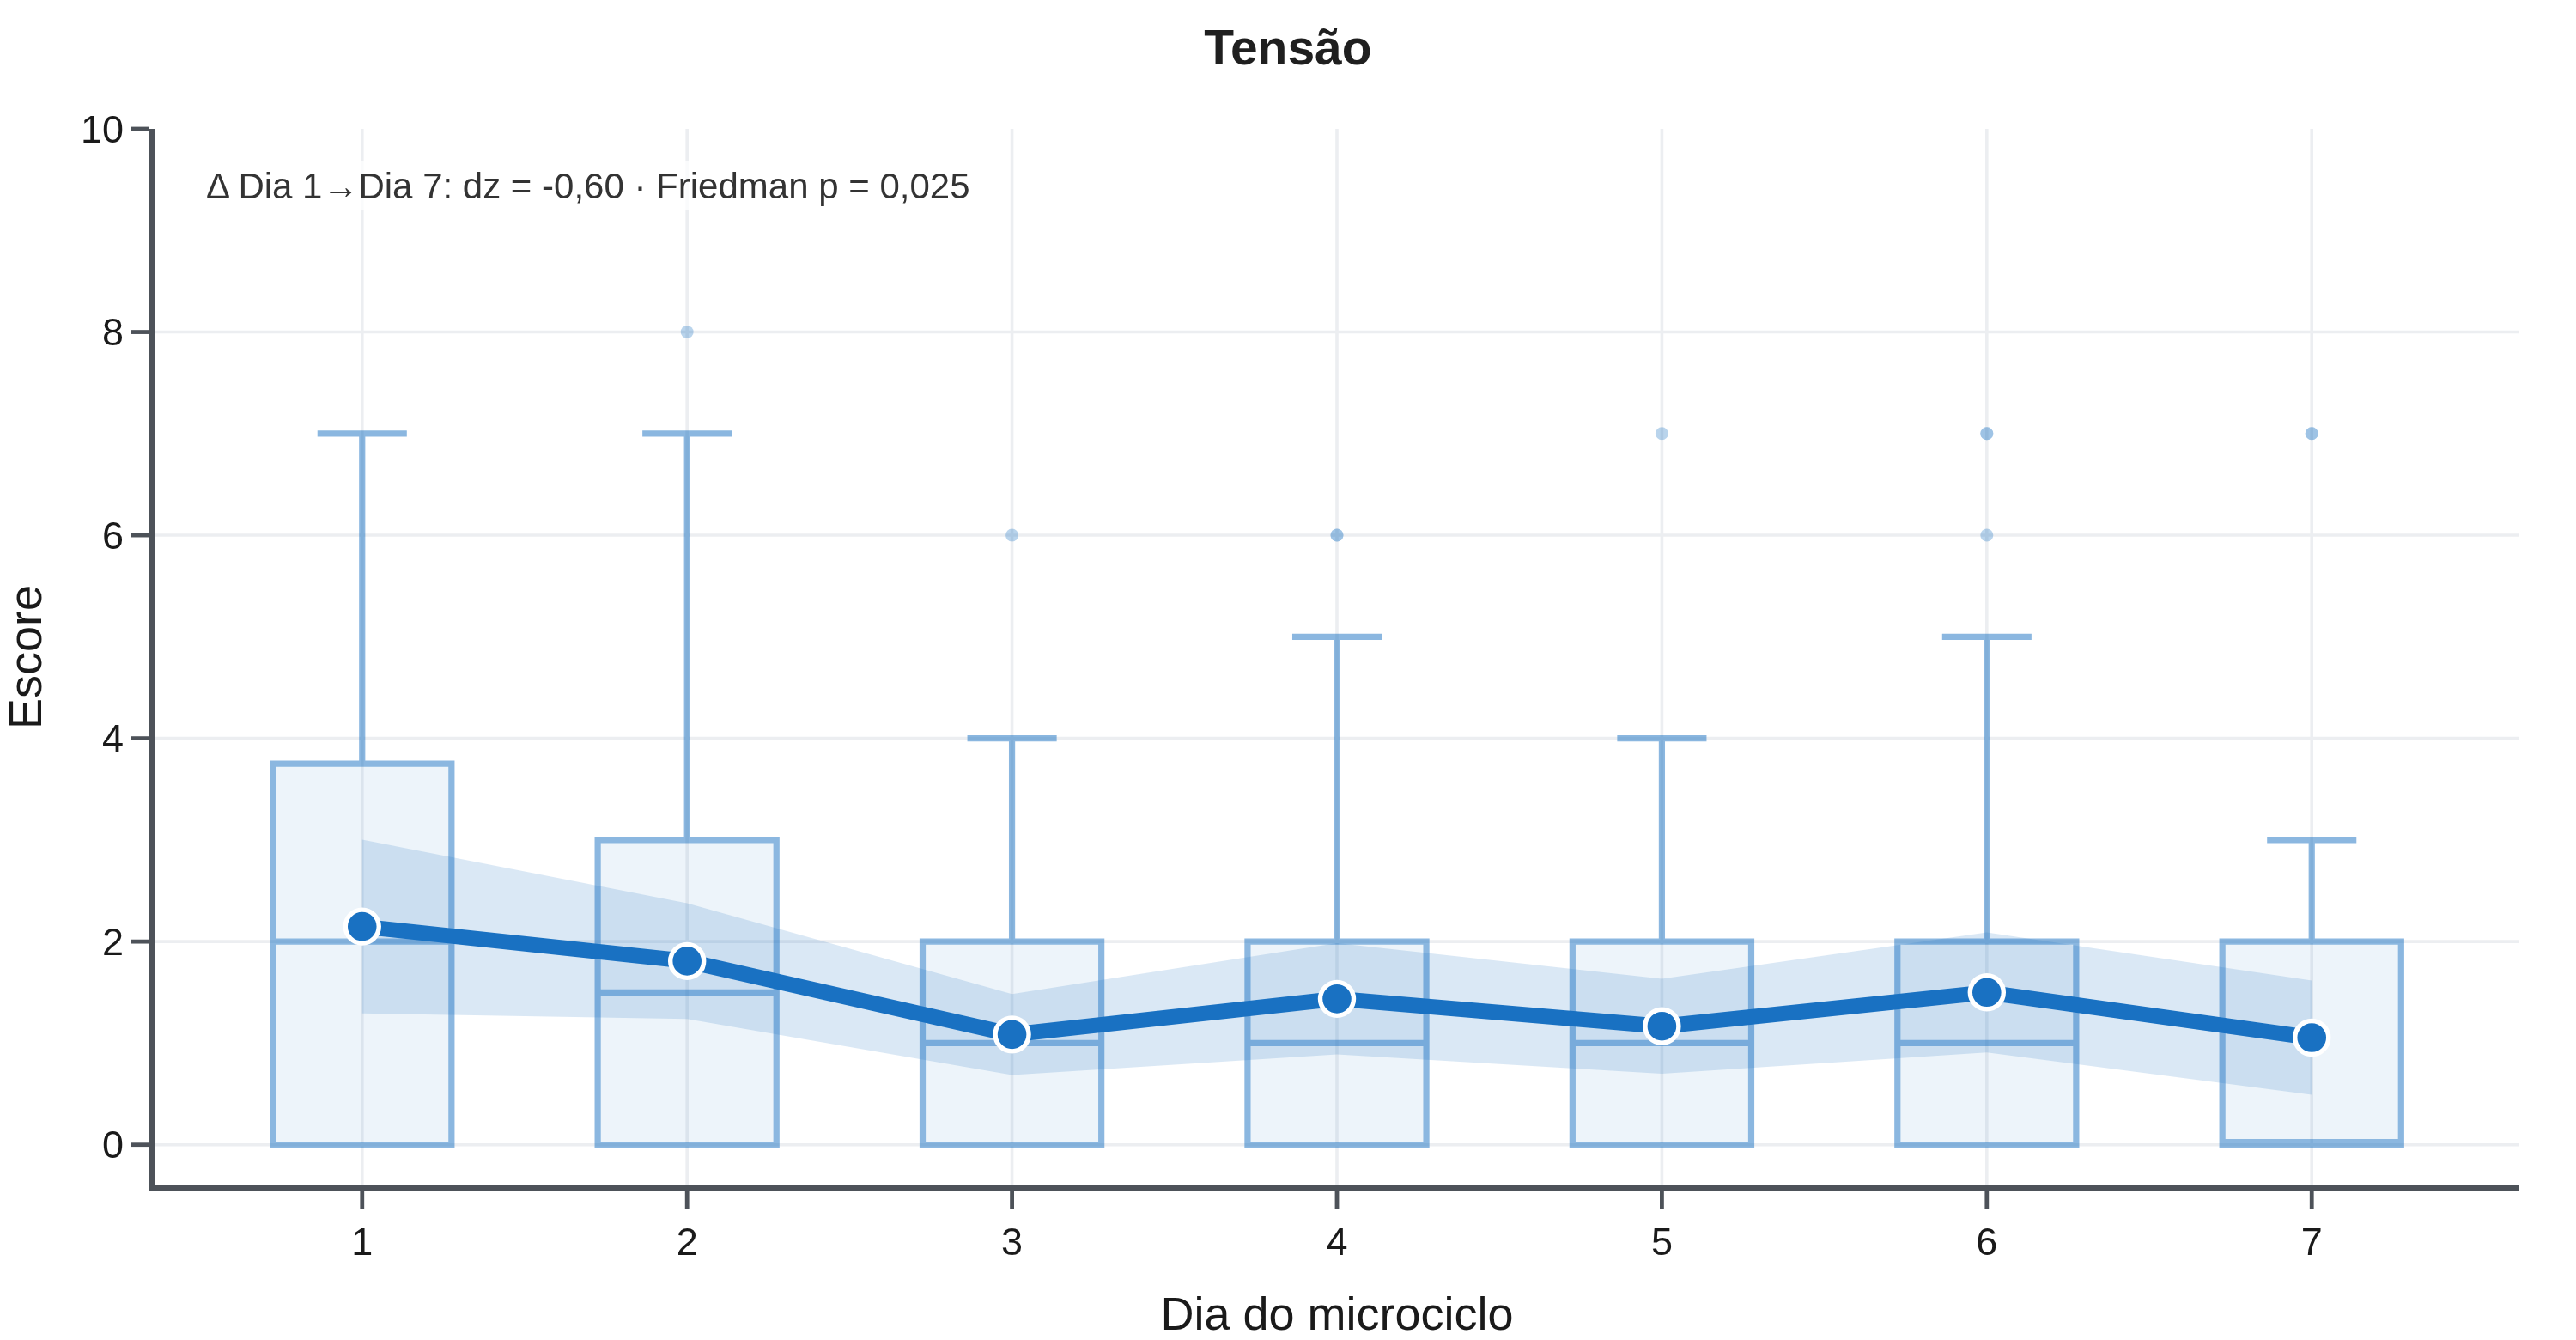 Tensão
Δ Dia 1→Dia 7: dz = -0,60 · Friedman p = 0,025
10
8
6
4
2
0
Escore
1 2 3 4 5 6 7
Dia do microciclo